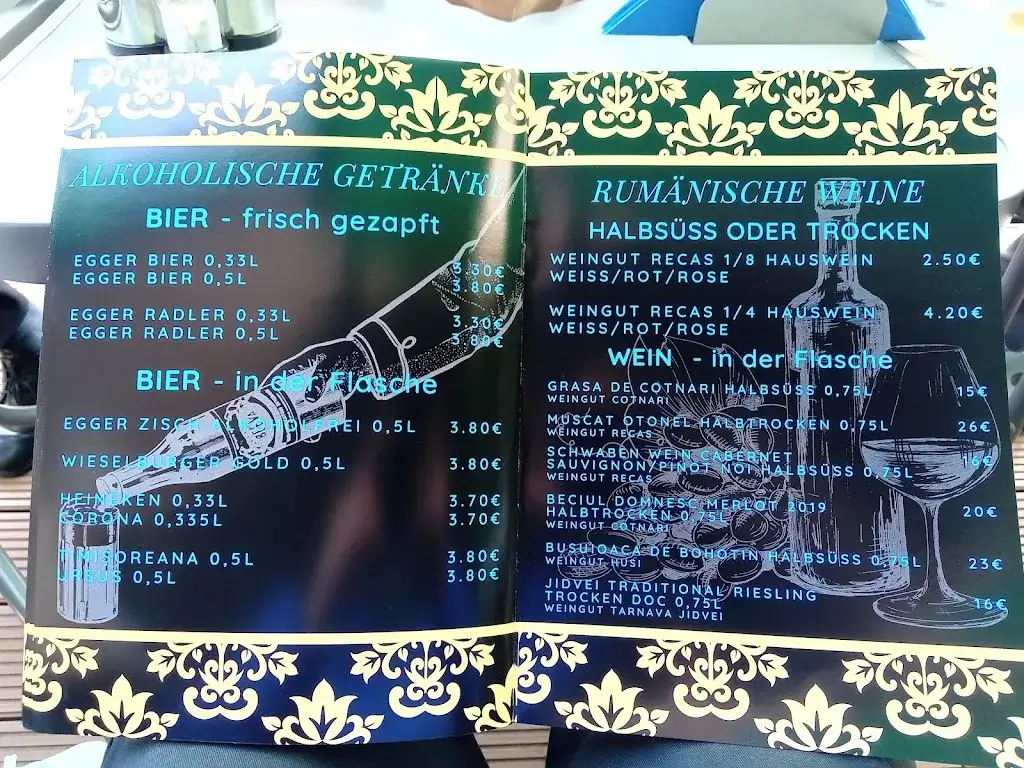 ALKOHOLISCHE GETRÄNKE
BIER - frisch gezapft
EGGER BIER 0,33L 3.30€
EGGER BIER 0,5L 3.80€
EGGER RADLER 0,33L 3.30€
EGGER RADLER 0,5L 3.80€
BIER - in der Flasche
EGGER ZISCH ALKOHOLFREI 0,5L 3.80€
WIESELBURGER GOLD 0,5L 3.80€
HEINEKEN 0,33L 3.70€
CORONA 0,335L 3.70€
TIMISOREANA 0,5L 3.80€
URSUS 0,5L 3.80€
RUMÄNISCHE WEINE
HALBSÜSS ODER TROCKEN
WEINGUT RECAS 1/8 HAUSWEIN 2.50€
WEISS/ROT/ROSE
WEINGUT RECAS 1/4 HAUSWEIN 4.20€
WEISS/ROT/ROSE
WEIN - in der Flasche
GRASA DE COTNARI HALBSÜSS 0,75L 15€
WEINGUT COTNARI
MUSCAT OTONEL HALBTROCKEN 0,75L 26€
WEINGUT RECAS
SCHWABEN WEIN CABERNET
SAUVIGNON/PINOT NOI HALBSÜSS 0,75L 16€
WEINGUT RECAS
BECIUL DOMNESC MERLOT 2019
HALBTROCKEN 0,75L 20€
WEINGUT COTNARI
BUSUIOACA DE BOHOTIN HALBSÜSS 0,75L 23€
WEINGUT HUSI
JIDVEI TRADITIONAL RIESLING
TROCKEN DOC 0,75L 16€
WEINGUT TARNAVA JIDVEI